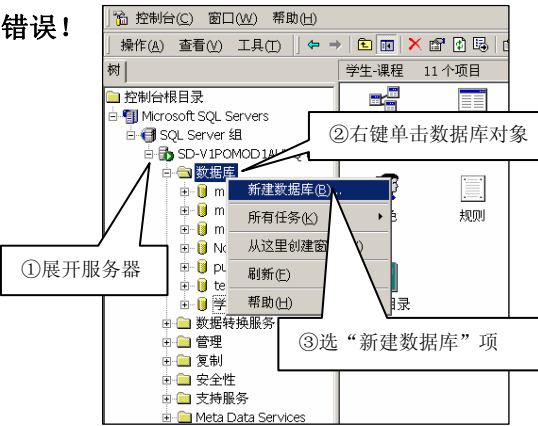 错误！
控制台(C) 窗口(W) 帮助(H)
操作(A) 查看(V) 工具(T)
树
学生-课程 11 个项目
控制台根目录
Microsoft SQL Servers
SQL Server 组
SD-V1POMOD1A
②右键单击数据库对象
数据库
新建数据库(B)...
所有任务(K)
规则
从这里创建窗
①展开服务器
刷新(F)
帮助(H)
学
录
数据转换服务
③选“新建数据库”项
管理
复制
安全性
支持服务
Meta Data Services